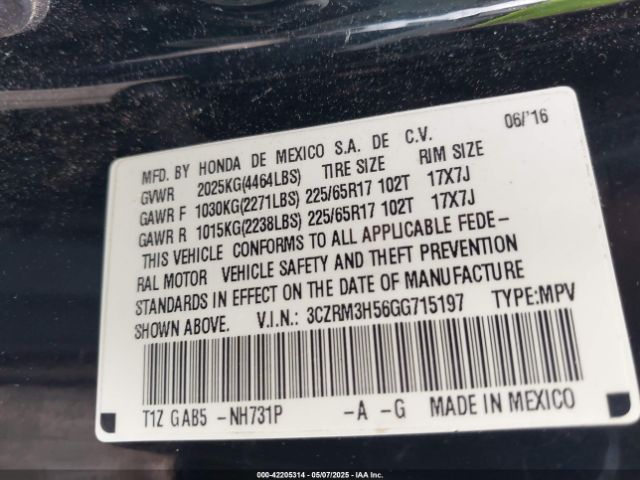 06/'16
MFD. BY HONDA DE MEXICO S.A. DE C.V.
GVWR 2025KG(4464LBS) TIRE SIZE RIM SIZE
GAWR F 1030KG(2271LBS) 225/65R17 102T 17X7J
GAWR R 1015KG(2238LBS) 225/65R17 102T 17X7J
THIS VEHICLE CONFORMS TO ALL APPLICABLE FEDE-
RAL MOTOR VEHICLE SAFETY AND THEFT PREVENTION
STANDARDS IN EFFECT ON THE DATE OF MANUFACTURE
SHOWN ABOVE. V.I.N.: 3CZRM3H56GG715197 TYPE:MPV
T1Z GAB5 -NH731P -A -G MADE IN MEXICO
000-42205314 - 05/07/2025 - IAA Inc.